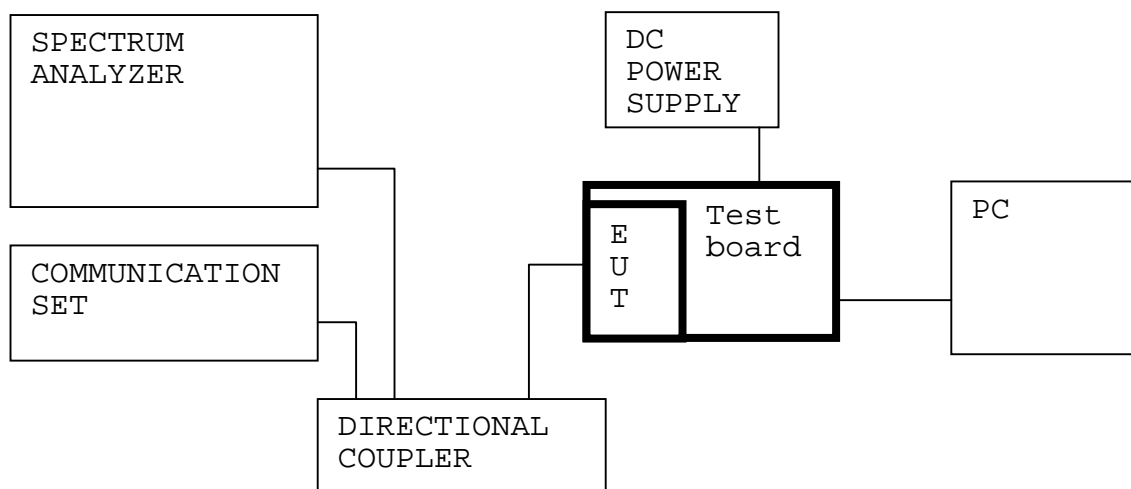 SPECTRUM
ANALYZER
DC
POWER
SUPPLY
COMMUNICATION
SET
E
U
T
Test
board
PC
DIRECTIONAL
COUPLER